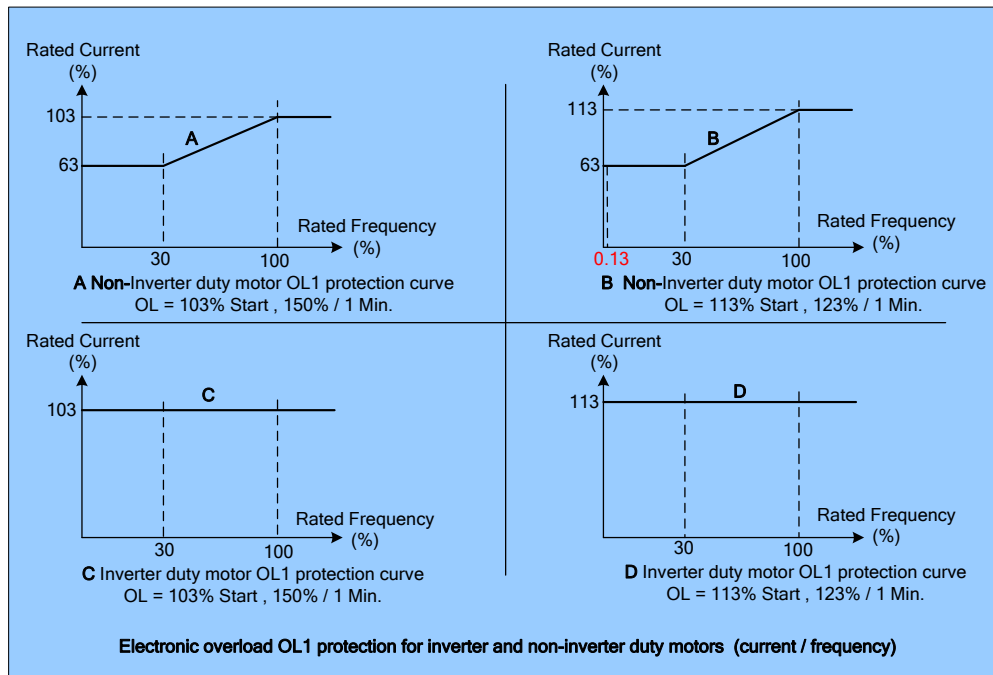 Rated Current
(%)
103
A
63
Rated Frequency
(%)
30
100
A Non-Inverter duty motor OL1 protection curve
OL = 103% Start , 150% / 1 Min.
Rated Current
(%)
113
B
63
Rated Frequency
(%)
0.13
30
100
B Non-Inverter duty motor OL1 protection curve
OL = 113% Start , 123% / 1 Min.
Rated Current
(%)
C
103
Rated Frequency
(%)
30
100
C Inverter duty motor OL1 protection curve
OL = 103% Start , 150% / 1 Min.
Rated Current
(%)
D
113
Rated Frequency
(%)
30
100
D Inverter duty motor OL1 protection curve
OL = 113% Start , 123% / 1 Min.
Electronic overload OL1 protection for inverter and non-inverter duty motors (current / frequency)